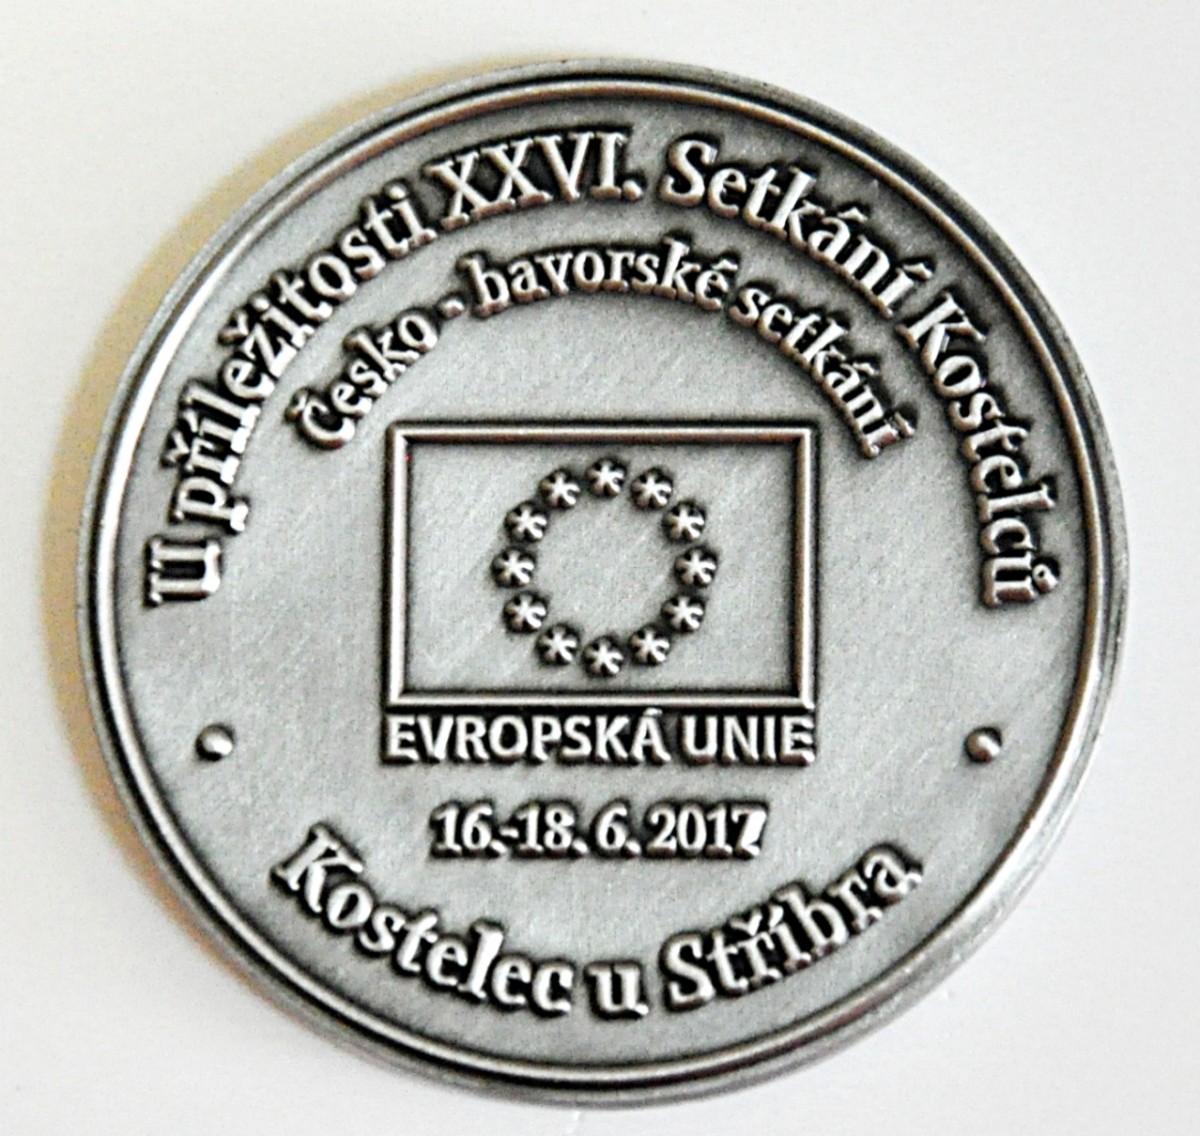 U příležitosti XXVI. Setkání Kostelců
Česko - bavorské setkání
EVROPSKÁ UNIE
16.-18. 6. 2017
Kostelec u Stříbra